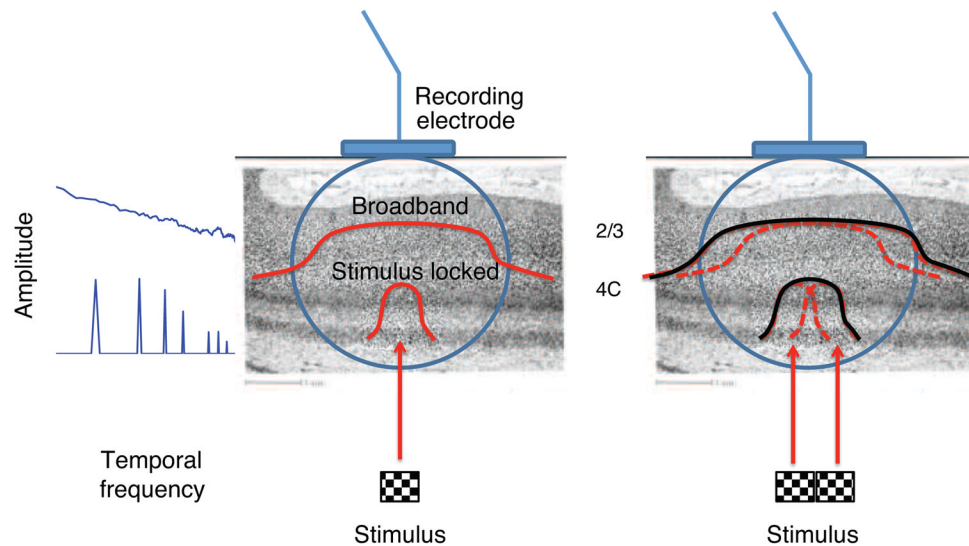 Recording
electrode
Broadband
Stimulus locked
Amplitude
Temporal
frequency
Stimulus
2/3
4C
Stimulus